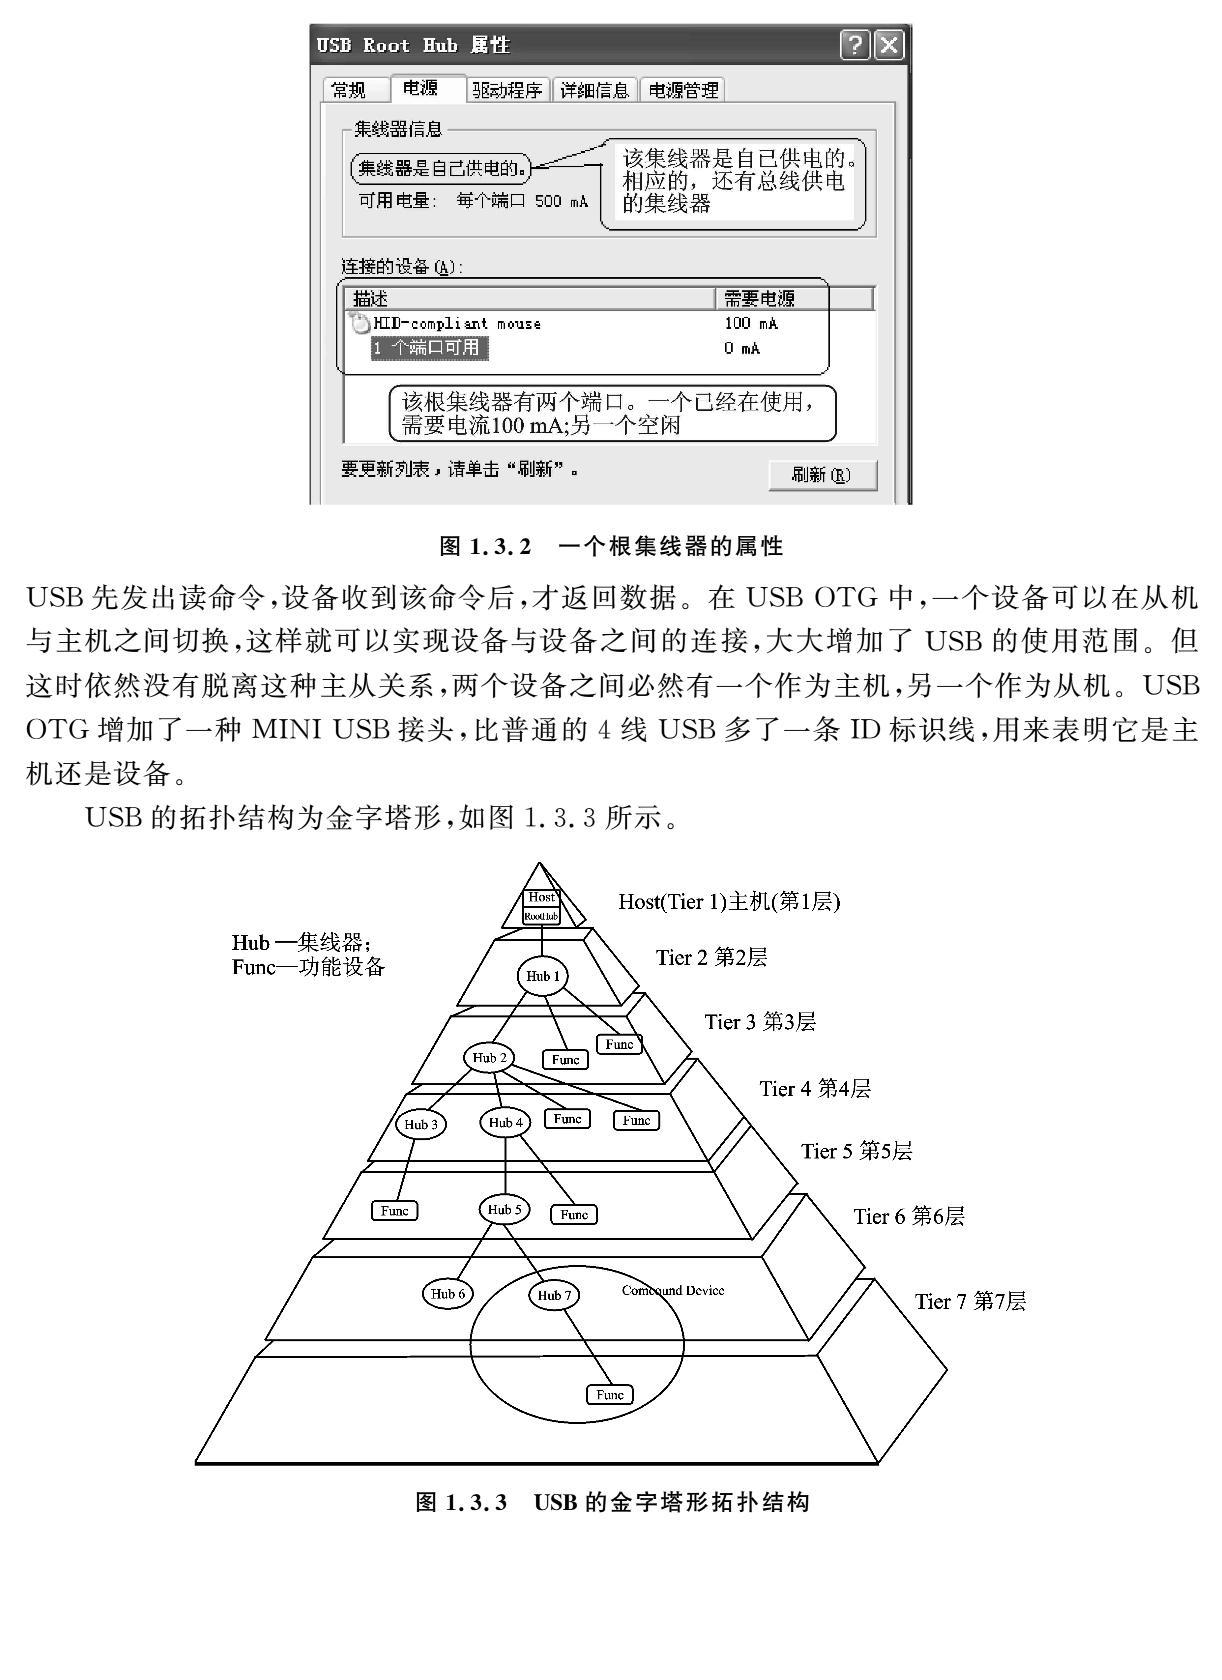 USB Root Hub 属性
常规 电源 驱动程序 详细信息 电源管理
集线器信息
集线器是自己供电的。
可用电量: 每个端口 500 mA
该集线器是自已供电的。
相应的，还有总线供电
的集线器
连接的设备(A):
描述 需要电源
HID-compliant mouse 100 mA
1 个端口可用 0 mA
该根集线器有两个端口。一个已经在使用，
需要电流100 mA;另一个空闲
要更新列表，请单击“刷新”。
刷新(R)
图 1.3.2 一个根集线器的属性
USB 先发出读命令,设备收到该命令后,才返回数据。在 USB OTG 中,一个设备可以在从机
与主机之间切换,这样就可以实现设备与设备之间的连接,大大增加了 USB 的使用范围。但
这时依然没有脱离这种主从关系,两个设备之间必然有一个作为主机,另一个作为从机。USB
OTG 增加了一种 MINI USB 接头,比普通的 4 线 USB 多了一条 ID 标识线,用来表明它是主
机还是设备。
USB 的拓扑结构为金字塔形,如图 1.3.3 所示。
Hub —集线器；
Func—功能设备
Host
RootHub
Host(Tier 1)主机(第1层)
Hub 1
Tier 2 第2层
Hub 2
Func
Func
Tier 3 第3层
Hub 3
Hub 4
Func
Func
Tier 4 第4层
Func
Hub 5
Func
Tier 5 第5层
Hub 6
Hub 7
Comcound Device
Tier 6 第6层
Func
Tier 7 第7层
图 1.3.3 USB 的金字塔形拓扑结构